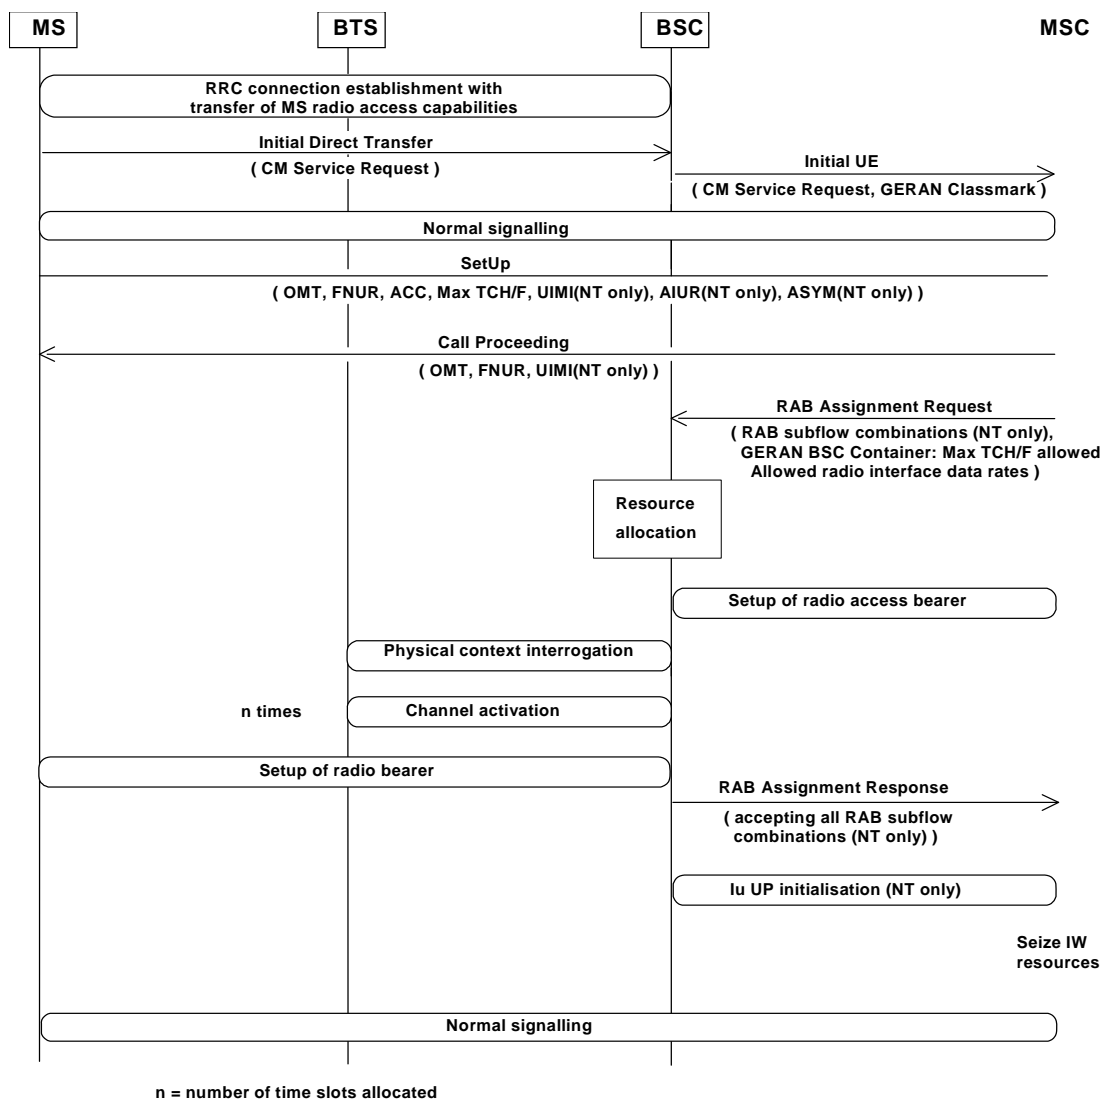 MS BTS BSC MSC
RRC connection establishment with
transfer of MS radio access capabilities
Initial Direct Transfer
( CM Service Request )
Initial UE
( CM Service Request, GERAN Classmark )
Normal signalling
SetUp
( OMT, FNUR, ACC, Max TCH/F, UIMI(NT only), AIUR(NT only), ASYM(NT only) )
Call Proceeding
( OMT, FNUR, UIMI(NT only) )
RAB Assignment Request
( RAB subflow combinations (NT only),
GERAN BSC Container: Max TCH/F allowed
Allowed radio interface data rates )
Resource
allocation
Setup of radio access bearer
Physical context interrogation
n times Channel activation
Setup of radio bearer
RAB Assignment Response
( accepting all RAB subflow
combinations (NT only) )
Iu UP initialisation (NT only)
Seize IW
resources
Normal signalling
n = number of time slots allocated